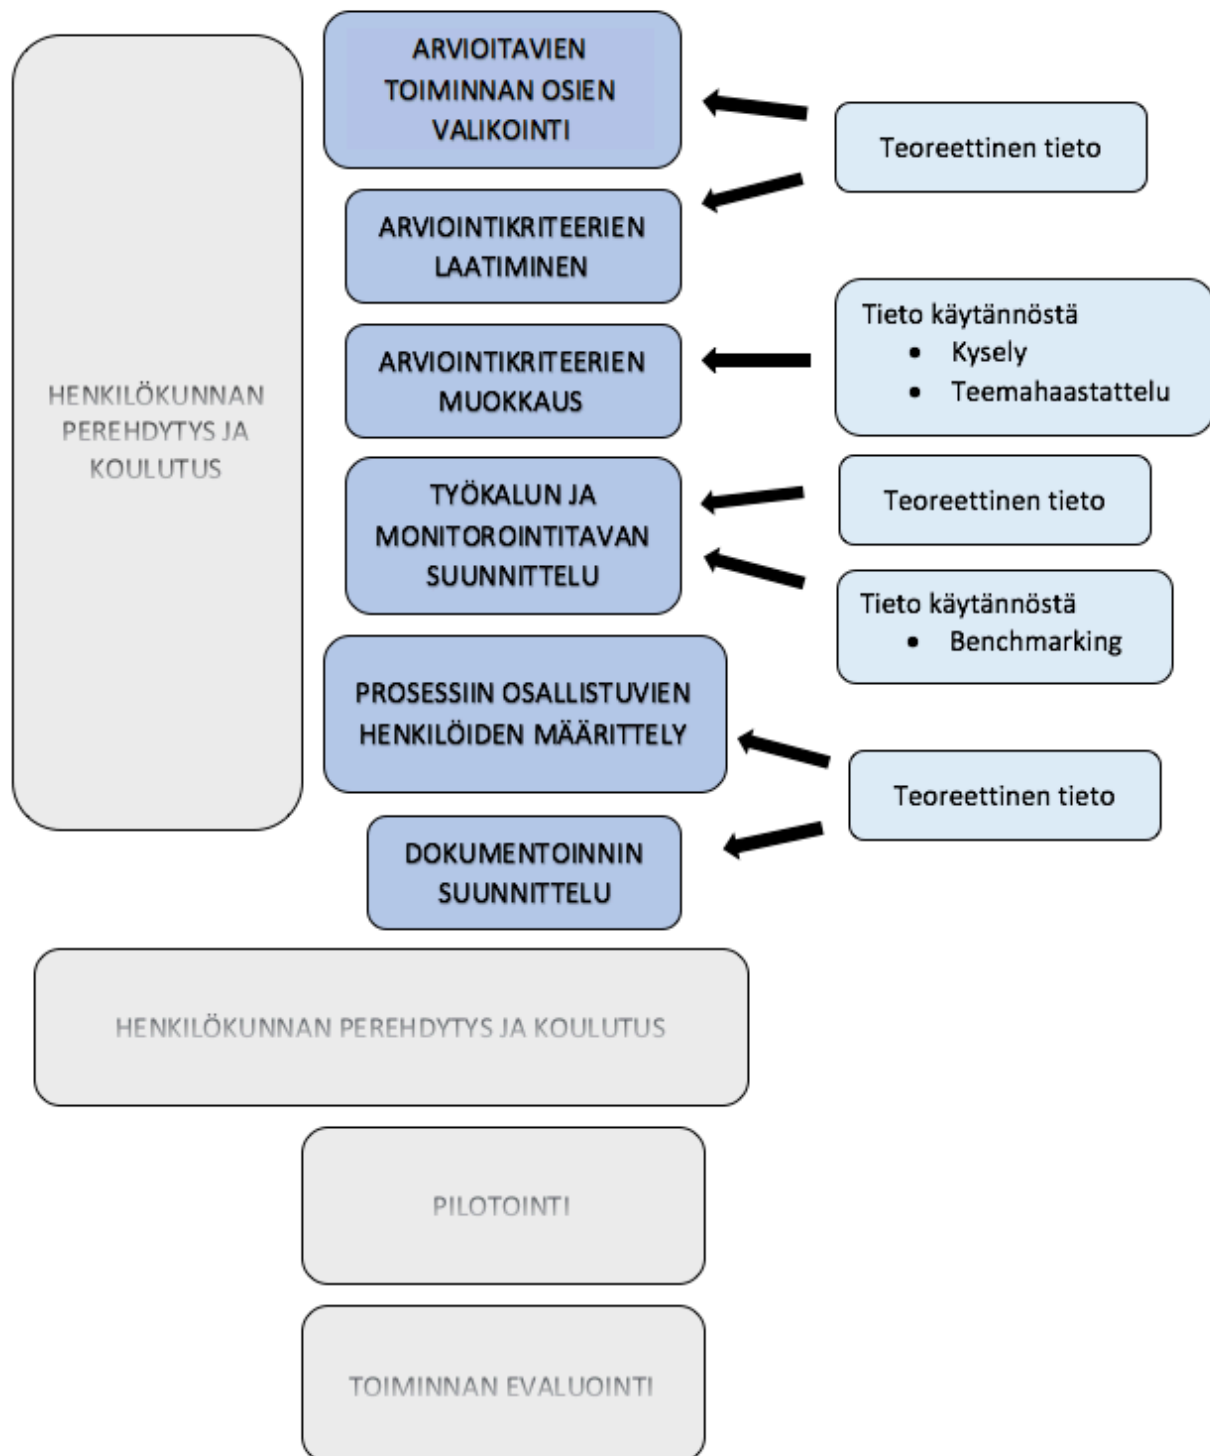 ARVIOITAVIEN
TOIMINNAN OSIEN
VALIKOINTI
Teoreettinen tieto
ARVIOINTIKRITEERIEN
LAATIMINEN
Tieto käytännöstä
• Kysely
• Teemahaastattelu
ARVIOINTIKRITEERIEN
MUOKKAUS
HENKILÖKUNNAN
PEREHDYTYS JA
KOULUTUS
TYÖKALUN JA
MONITOROINTITAVAN
SUUNNITTELU
Teoreettinen tieto
Tieto käytännöstä
• Benchmarking
PROSESSIIN OSALLISTUVIEN
HENKILÖIDEN MÄÄRITTELY
Teoreettinen tieto
DOKUMENTOINNIN
SUUNNITTELU
HENKILÖKUNNAN PEREHDYTYS JA KOULUTUS
PILOTOINTI
TOIMINNAN EVALUOINTI